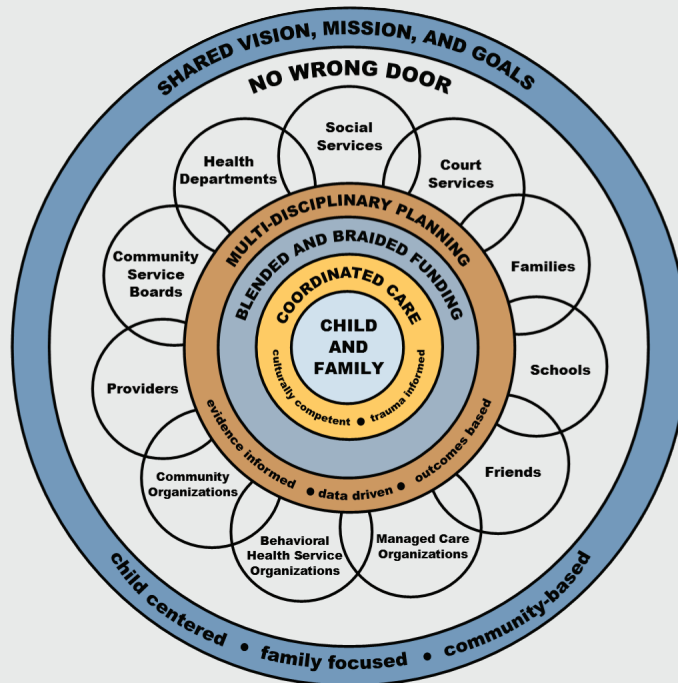 SHARED VISION, MISSION, AND GOALS
NO WRONG DOOR
Social
Services
Court
Services
Families
Schools
Friends
Managed Care
Organizations
Behavioral
Health Service
Organizations
Community
Organizations
Providers
Community
Service
Boards
Health
Departments
MULTI-DISCIPLINARY PLANNING
evidence informed • data driven • outcomes based
BLENDED AND BRAIDED FUNDING
COORDINATED CARE
culturally competent • trauma informed
CHILD
AND
FAMILY
child centered • family focused • community-based